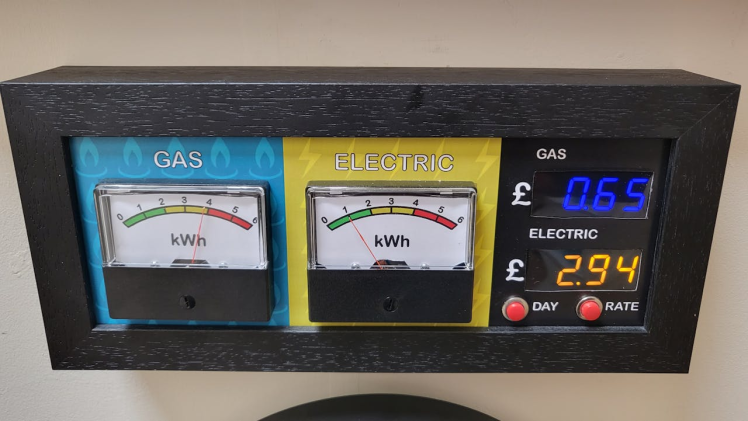 GAS
0 1 2 3 4 5 6
kWh
ELECTRIC
0 1 2 3 4 5 6
kWh
GAS
£ 0.65
ELECTRIC
£ 2.94
DAY RATE